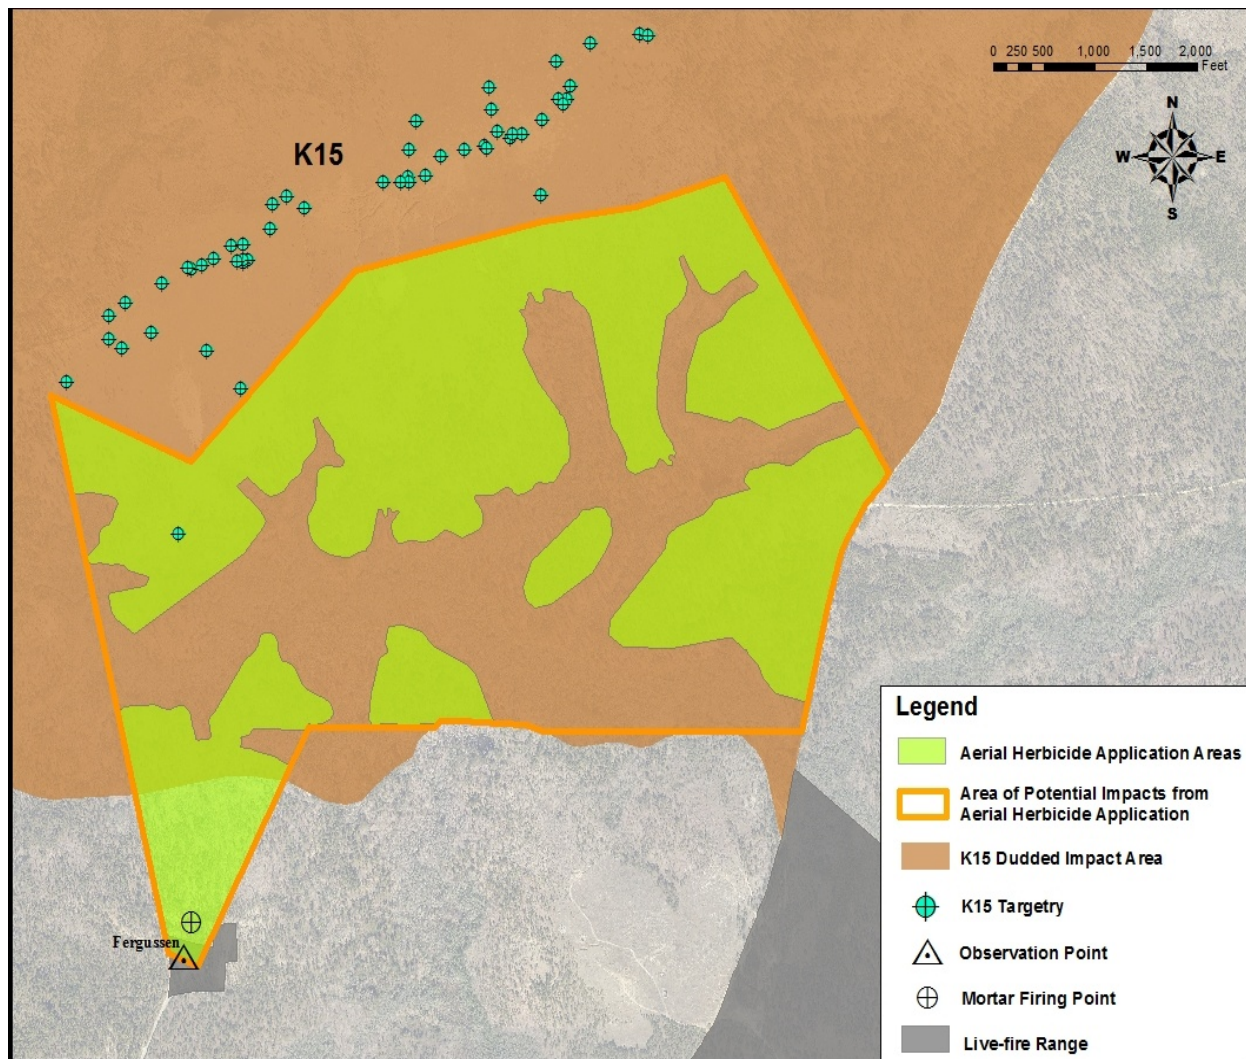 0 250 500 1,000 1,500 2,000
Feet
N
W E
S
K15
Fergussen
Legend
Aerial Herbicide Application Areas
Area of Potential Impacts from
Aerial Herbicide Application
K15 Dudded Impact Area
K15 Targetry
Observation Point
Mortar Firing Point
Live-fire Range